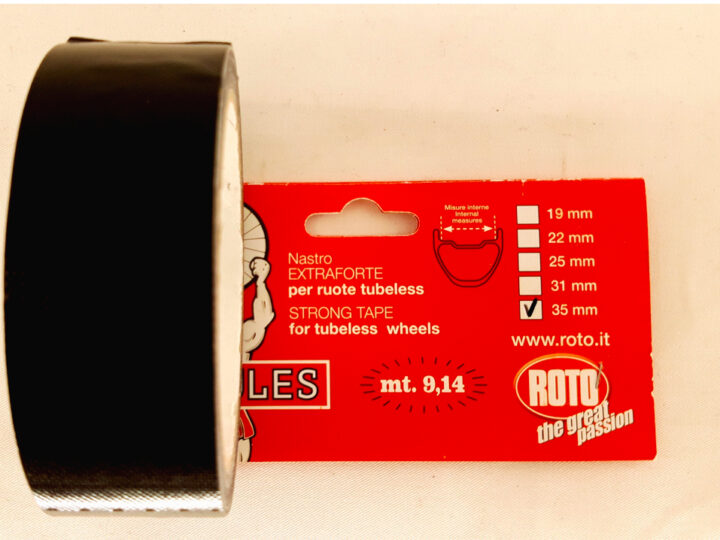 Misure interne
Internal
measures
19 mm
22 mm
25 mm
31 mm
35 mm
Nastro
EXTRAFORTE
per ruote tubeless
STRONG TAPE
for tubeless wheels
www.roto.it
ULES
mt. 9,14
ROTO
the great
passion